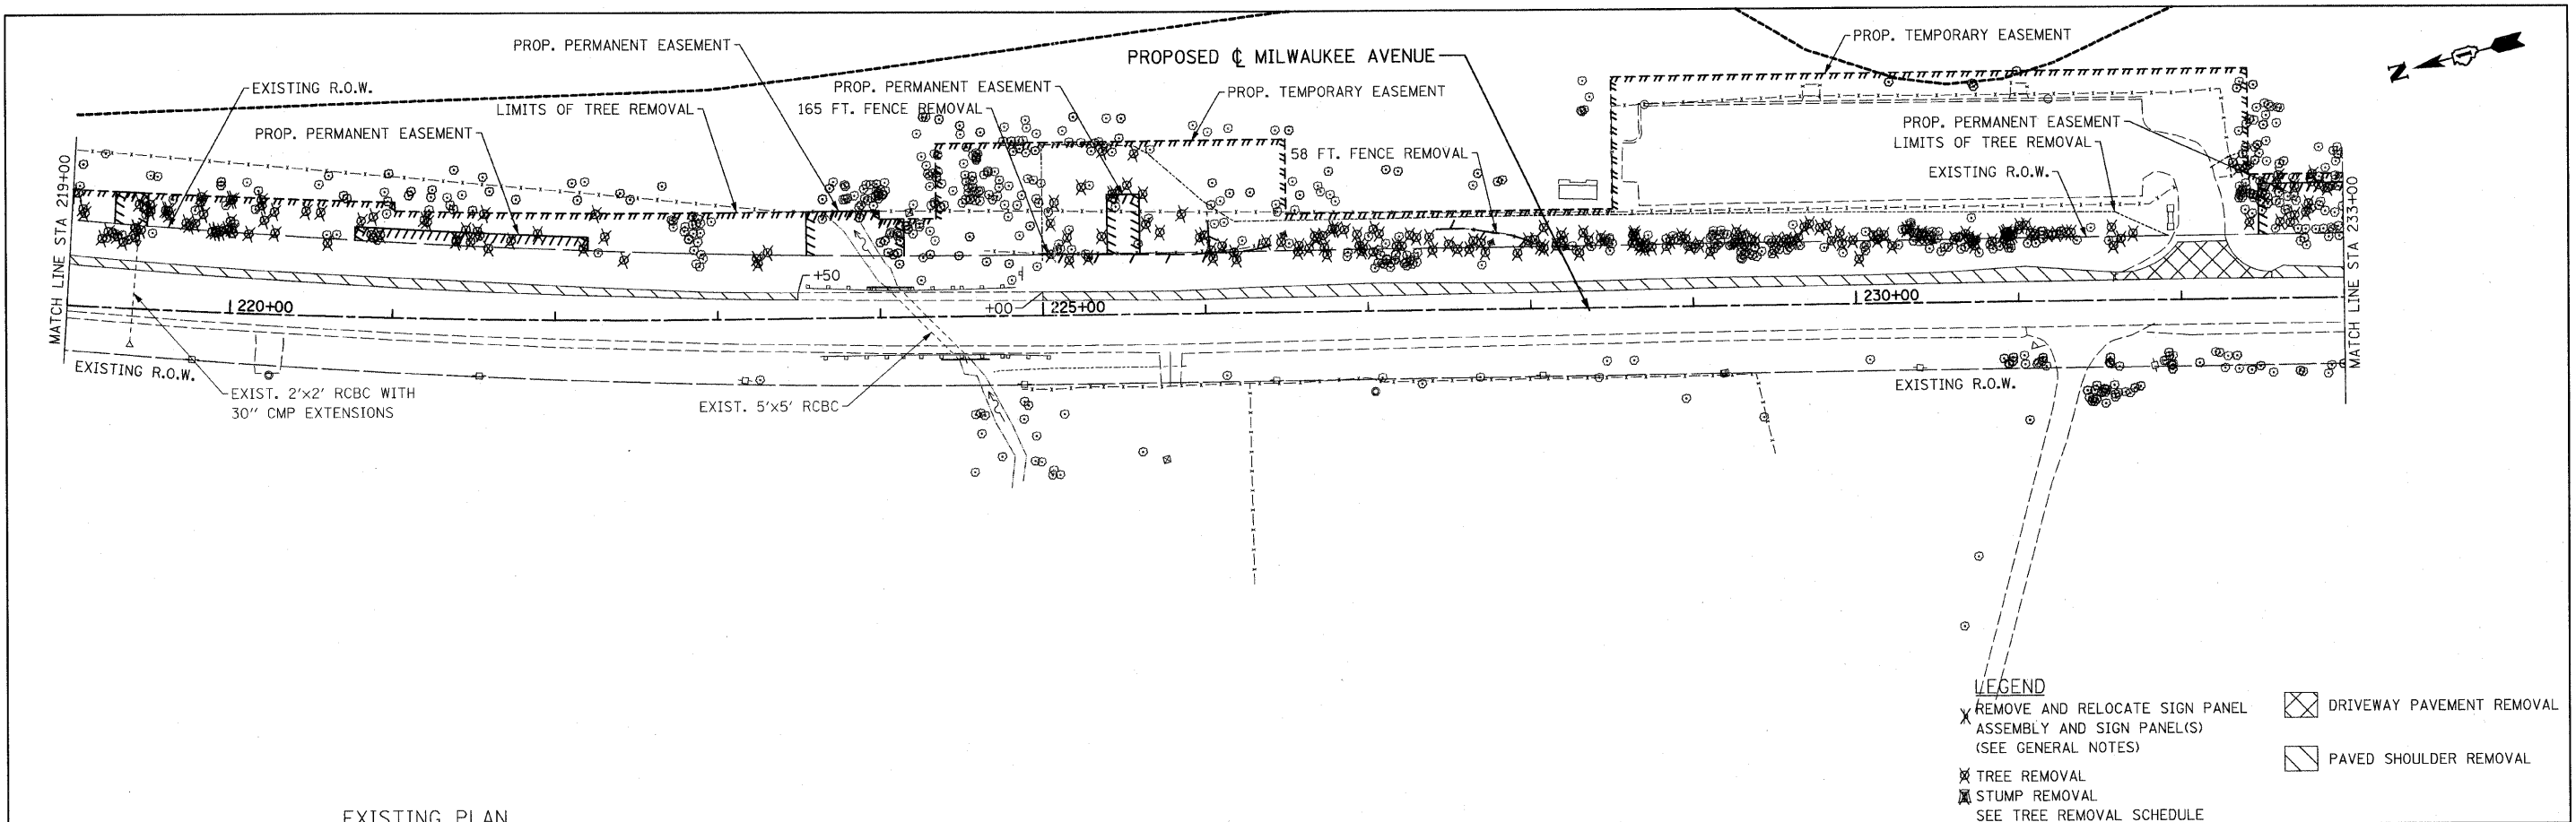 PROP. PERMANENT EASEMENT
PROPOSED ℄ MILWAUKEE AVENUE
PROP. TEMPORARY EASEMENT
N
EXISTING R.O.W.
LIMITS OF TREE REMOVAL
PROP. PERMANENT EASEMENT
165 FT. FENCE REMOVAL
PROP. TEMPORARY EASEMENT
PROP. PERMANENT EASEMENT
58 FT. FENCE REMOVAL
PROP. PERMANENT EASEMENT
LIMITS OF TREE REMOVAL
EXISTING R.O.W.
MATCH LINE STA 219+00
MATCH LINE STA 233+00
+50
220+00
+00
225+00
230+00
EXISTING R.O.W.
EXIST. 2'x2' RCBC WITH
30" CMP EXTENSIONS
EXIST. 5'x5' RCBC
EXISTING R.O.W.
LEGEND
REMOVE AND RELOCATE SIGN PANEL
ASSEMBLY AND SIGN PANEL(S)
(SEE GENERAL NOTES)
TREE REMOVAL
STUMP REMOVAL
SEE TREE REMOVAL SCHEDULE
DRIVEWAY PAVEMENT REMOVAL
PAVED SHOULDER REMOVAL
EXISTING PLAN